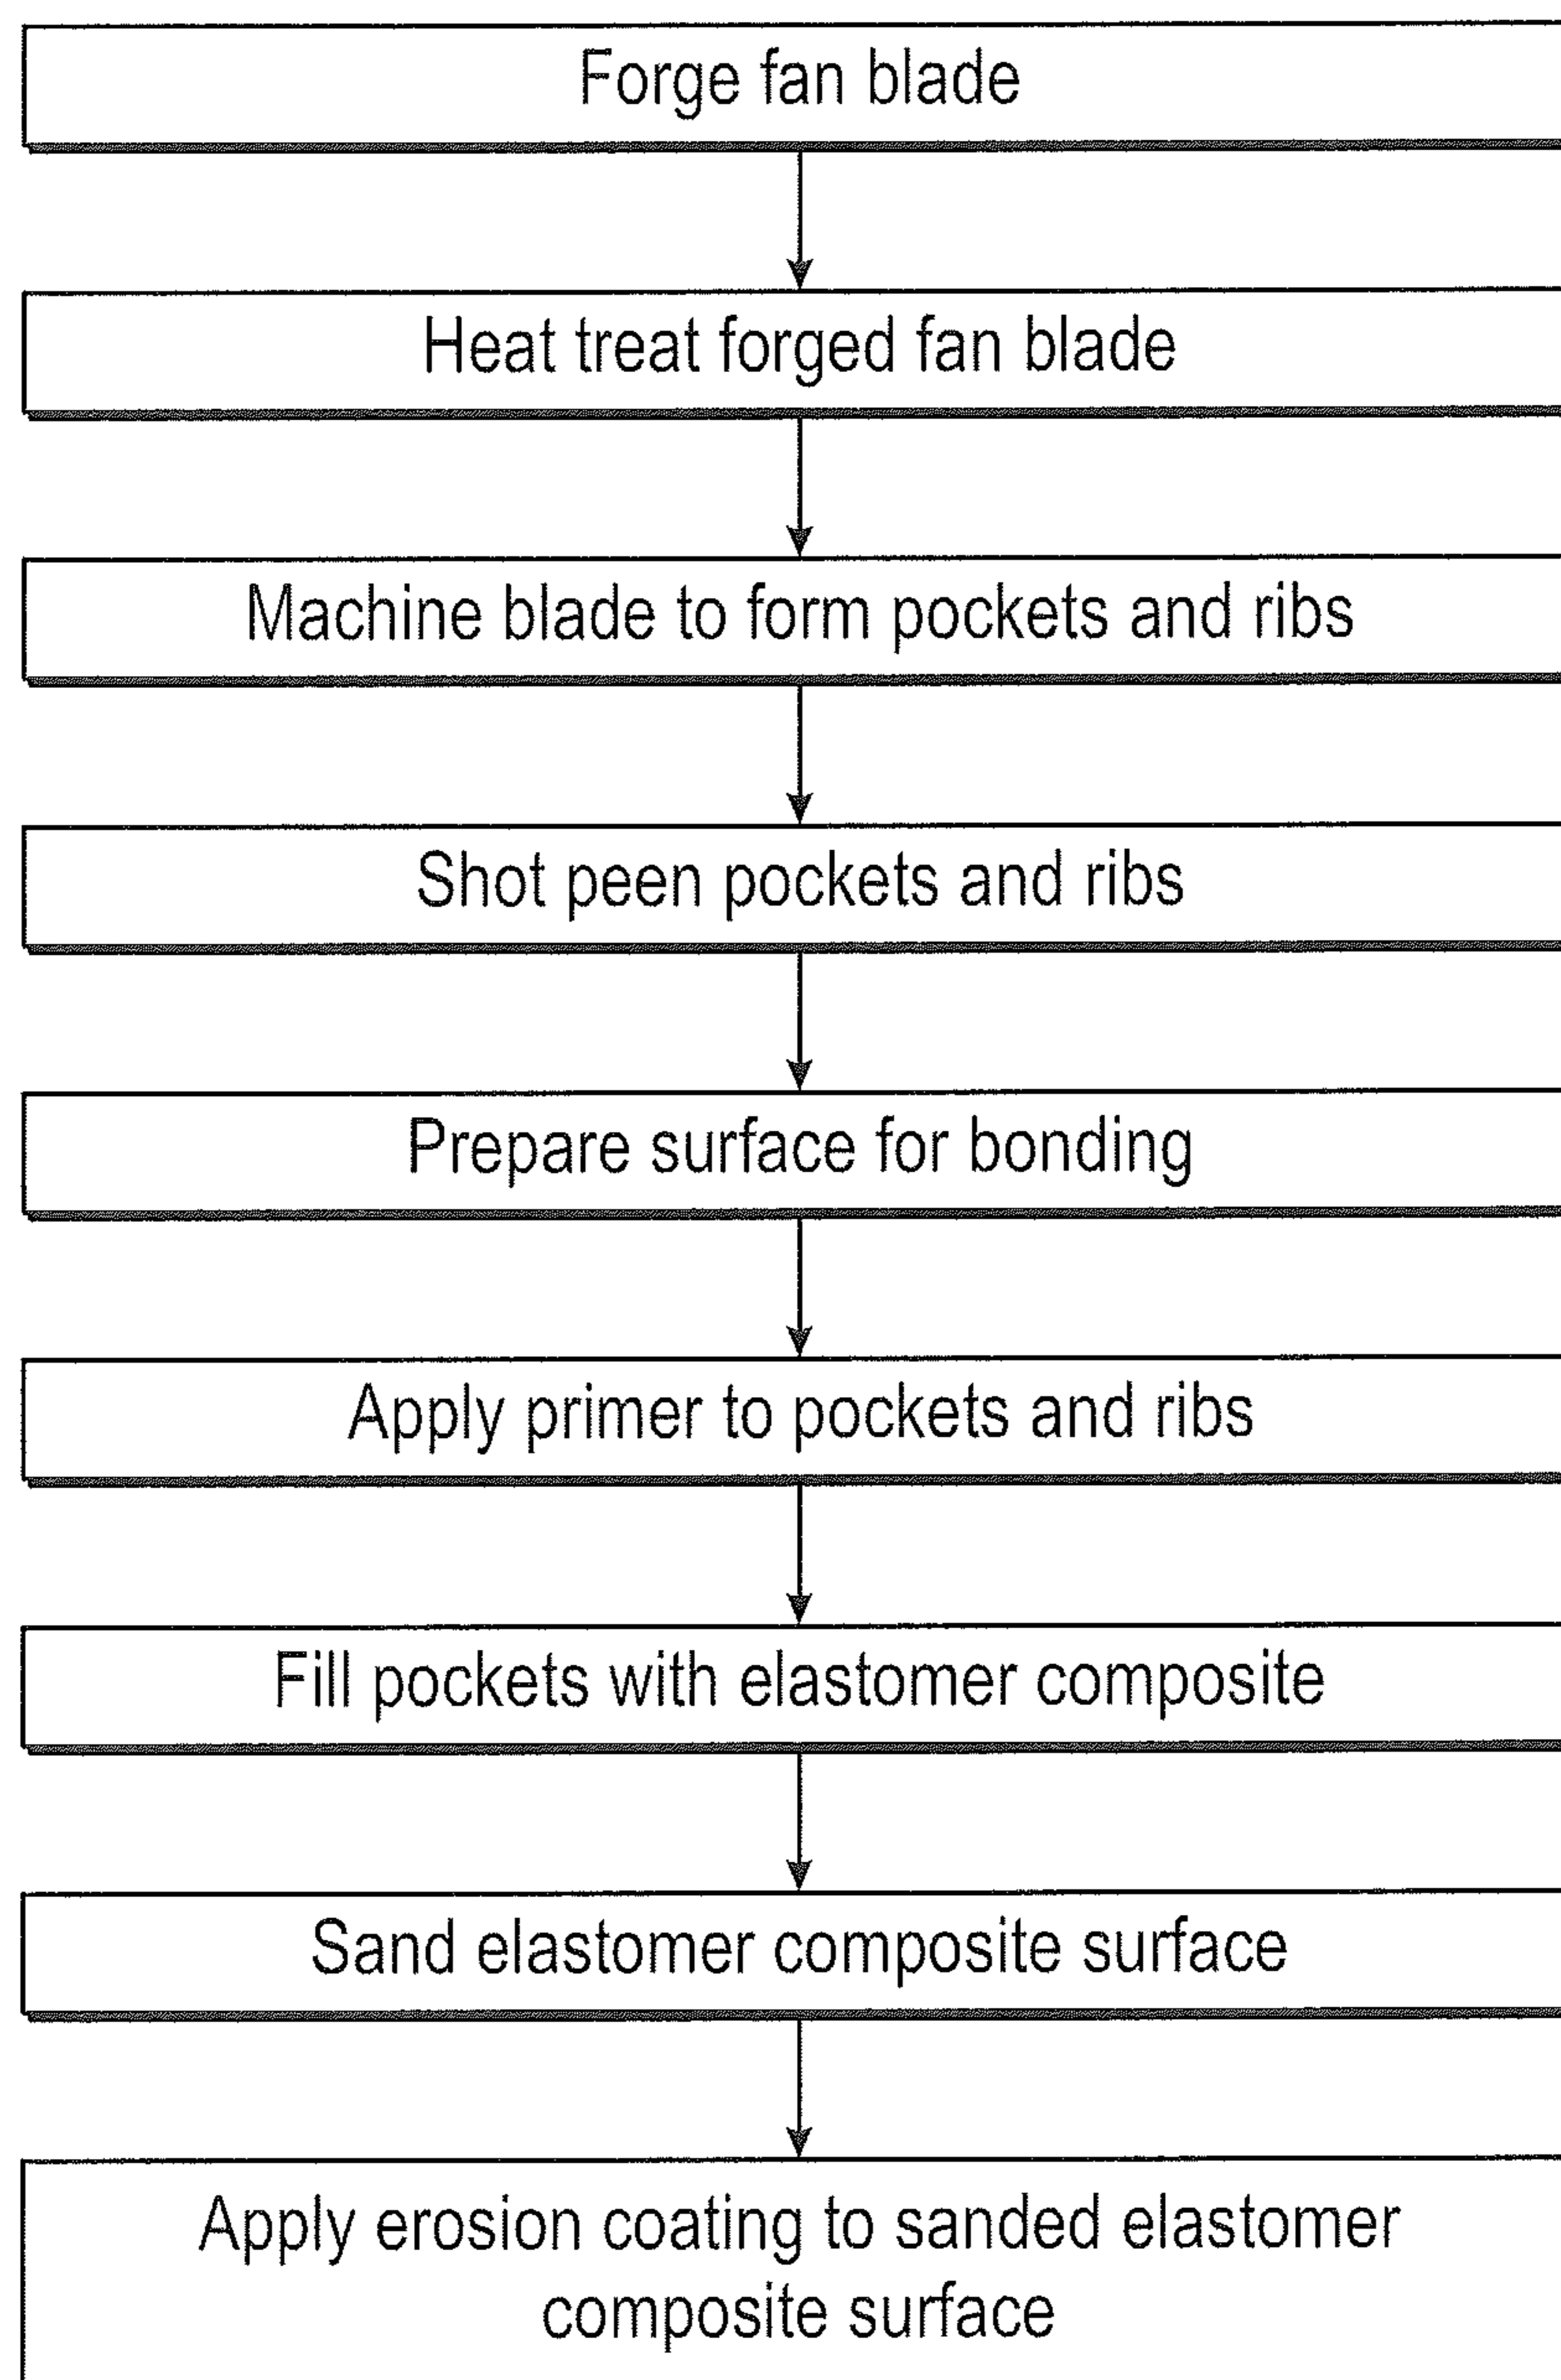 Forge fan blade
Heat treat forged fan blade
Machine blade to form pockets and ribs
Shot peen pockets and ribs
Prepare surface for bonding
Apply primer to pockets and ribs
Fill pockets with elastomer composite
Sand elastomer composite surface
Apply erosion coating to sanded elastomer
composite surface